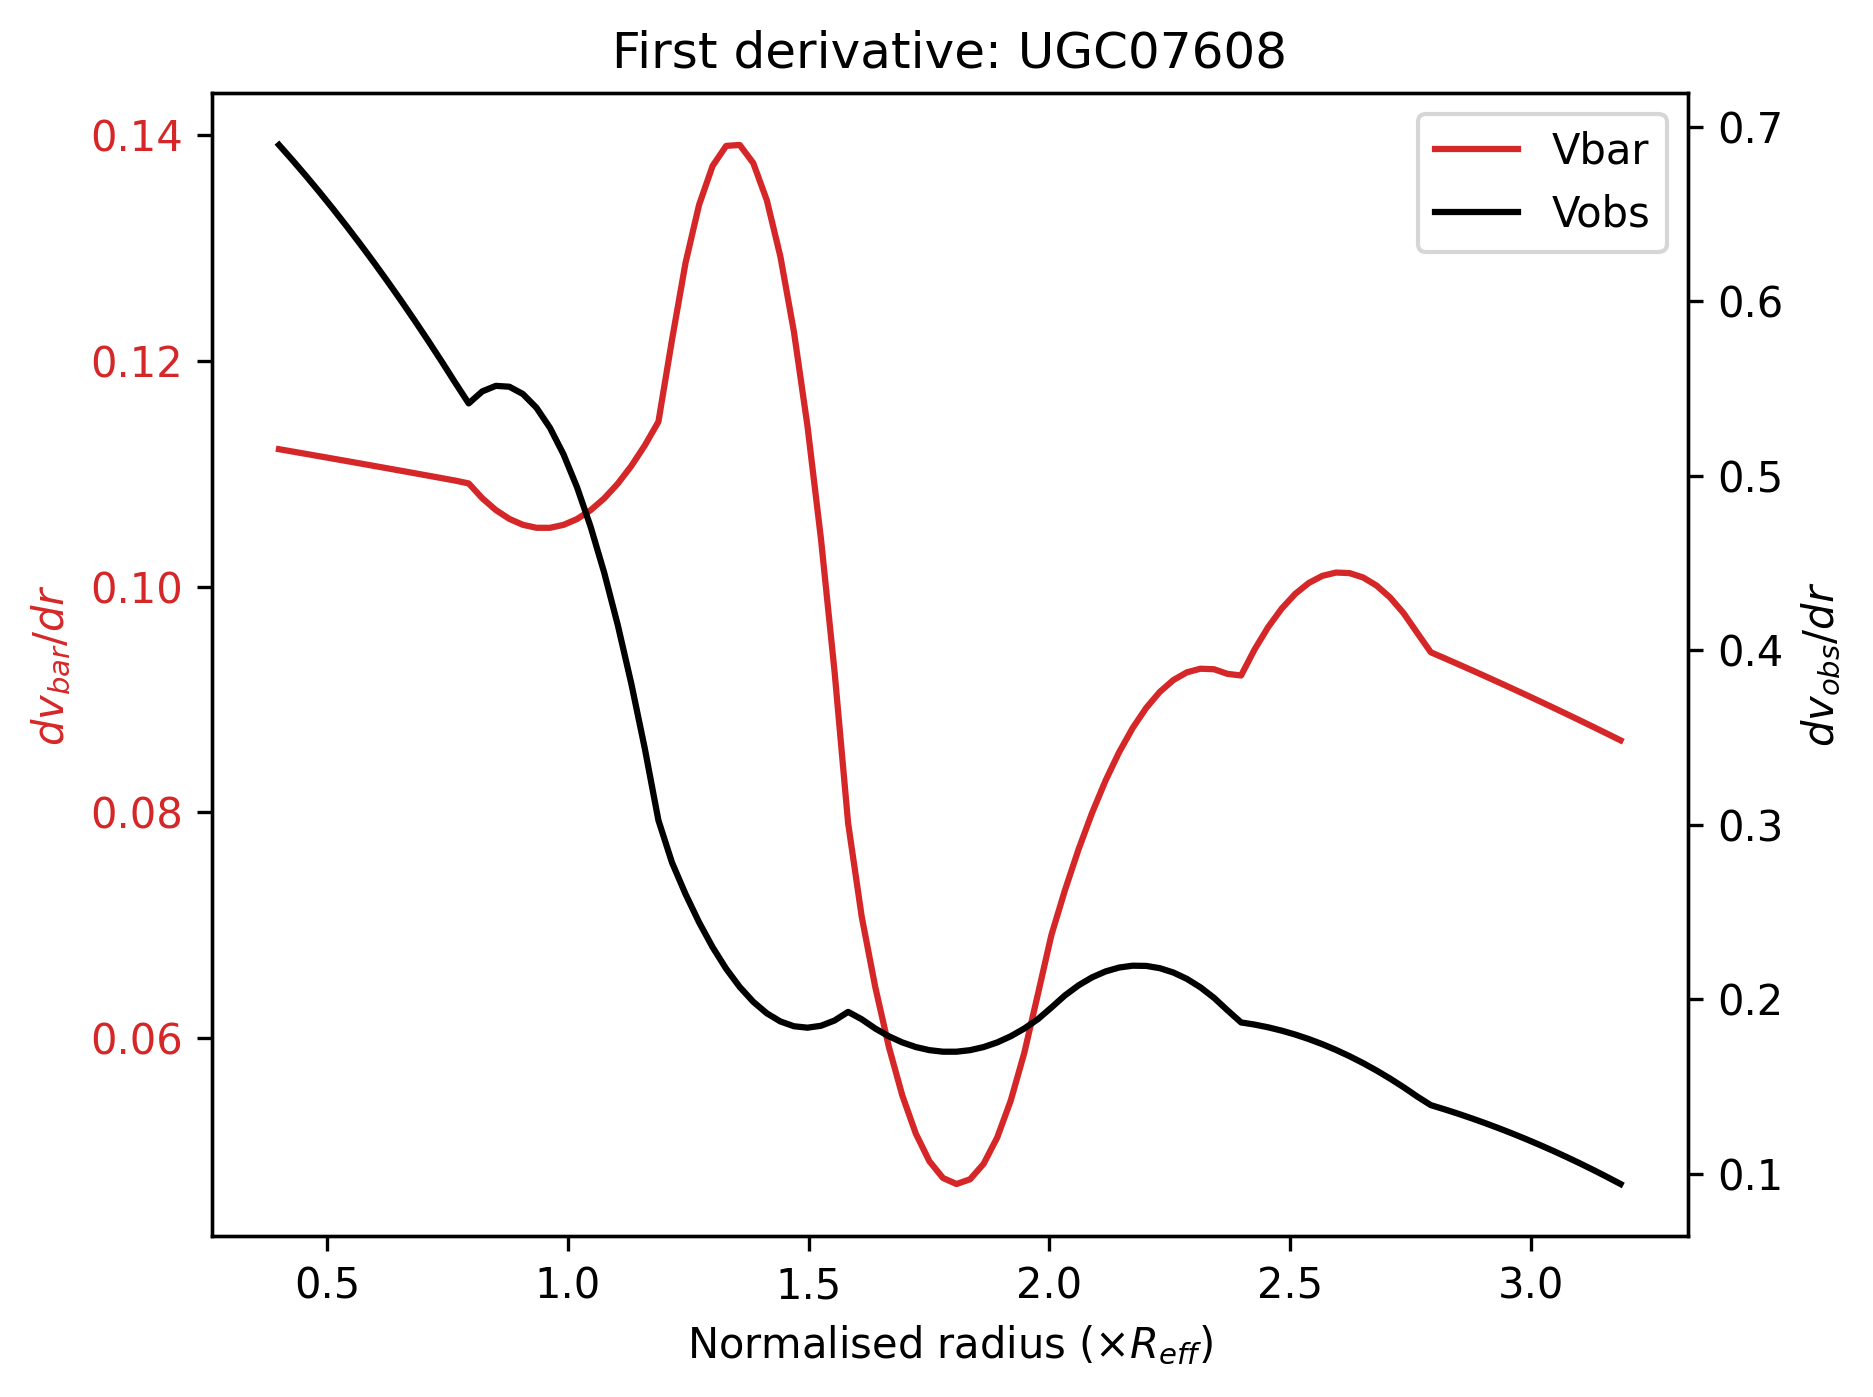 First derivative: UGC07608
0.14
0.12
0.10
0.08
0.06
dv_bar/dr
0.7
0.6
0.5
0.4
0.3
0.2
0.1
dv_obs/dr
Vbar
Vobs
0.5 1.0 1.5 2.0 2.5 3.0
Normalised radius (×R_eff)